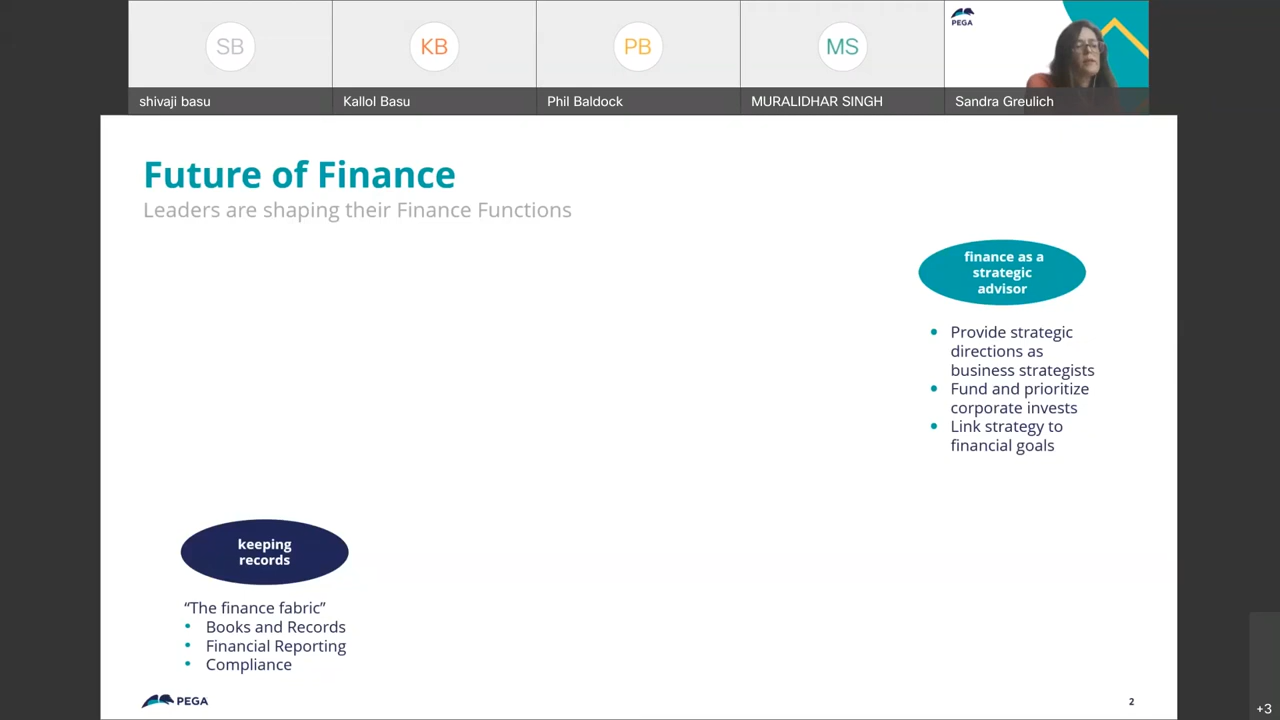 SB
KB
PB
MS
PEGA
shivaji basu
Kallol Basu
Phil Baldock
MURALIDHAR SINGH
Sandra Greulich
Future of Finance
Leaders are shaping their Finance Functions
finance as a
strategic
advisor
• Provide strategic
directions as
business strategists
• Fund and prioritize
corporate invests
• Link strategy to
financial goals
keeping
records
“The finance fabric”
• Books and Records
• Financial Reporting
• Compliance
PEGA
2
+3